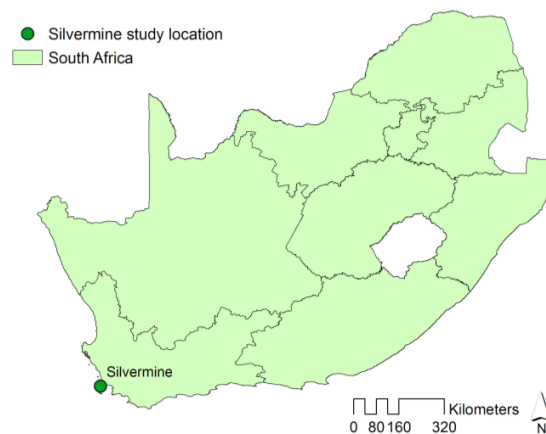 Silvermine study location
South Africa
Silvermine
Kilometers
0 80 160 320
N